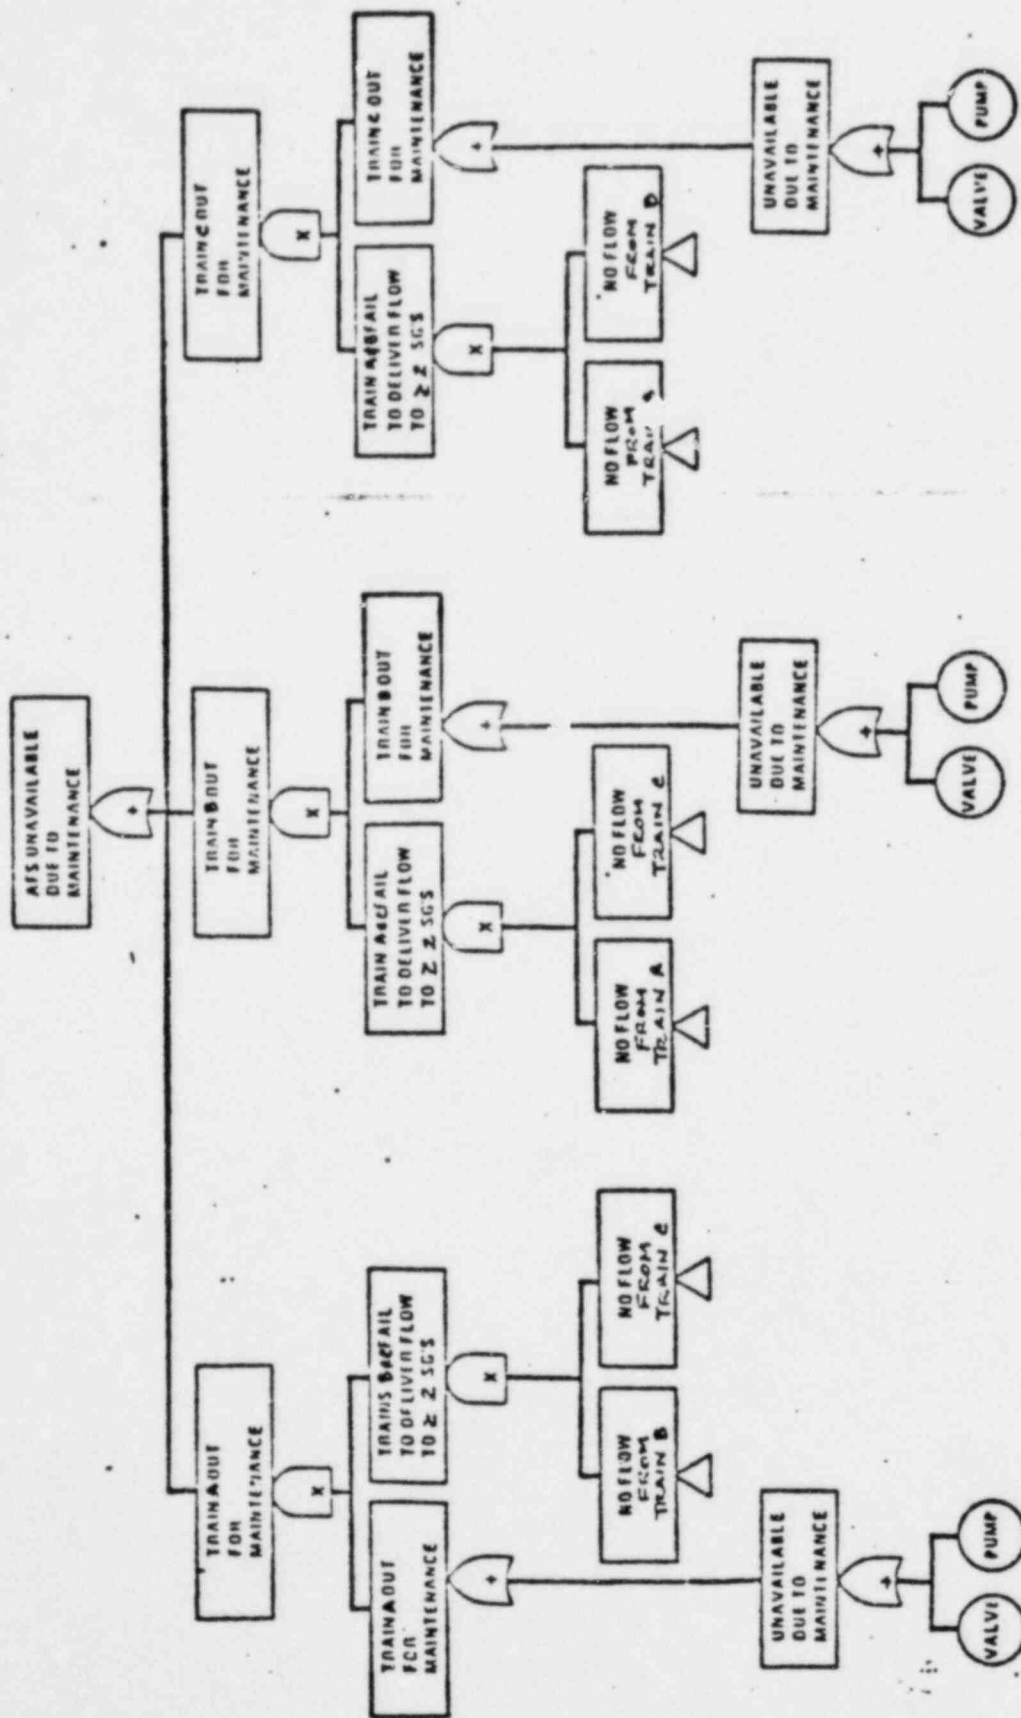 AFS UNAVAILABLE
DUE TO
MAINTENANCE
+
TRAIN A OUT
FOR
MAINTENANCE
X
TRAIN B OUT
FOR
MAINTENANCE
X
TRAIN C OUT
FOR
MAINTENANCE
X
TRAIN A OUT
FOR
MAINTENANCE
+
TRAINS B&C FAIL
TO DELIVER FLOW
TO ≥ 2 SG'S
X
TRAIN A&C FAIL
TO DELIVER FLOW
TO ≥ 2 SG'S
X
TRAIN B OUT
FOR
MAINTENANCE
+
TRAIN A&B FAIL
TO DELIVER FLOW
TO ≥ 2 SG'S
X
TRAIN C OUT
FOR
MAINTENANCE
+
NO FLOW
FROM
TRAIN B
NO FLOW
FROM
TRAIN C
NO FLOW
FROM
TRAIN A
NO FLOW
FROM
TRAIN C
NO FLOW
FROM
NO FLOW
FROM
TRAIN B
UNAVAILABLE
DUE TO
MAINTENANCE
+
UNAVAILABLE
DUE TO
MAINTENANCE
+
UNAVAILABLE
DUE TO
MAINTENANCE
+
VALVE
PUMP
VALVE
PUMP
VALVE
PUMP